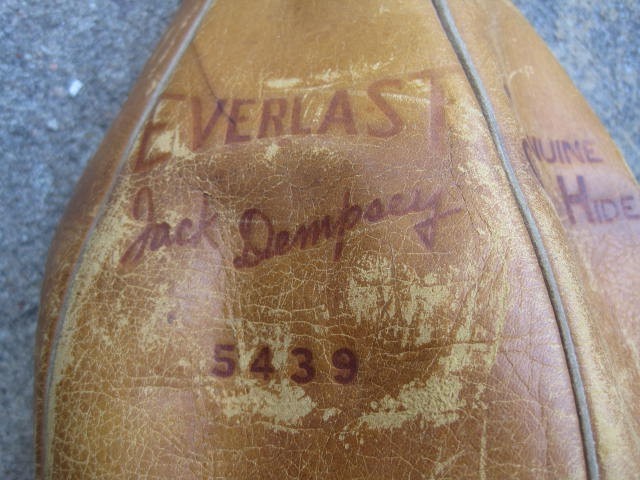 EVERLAST
Jack Dempsey
5439
NUINE
HIDE